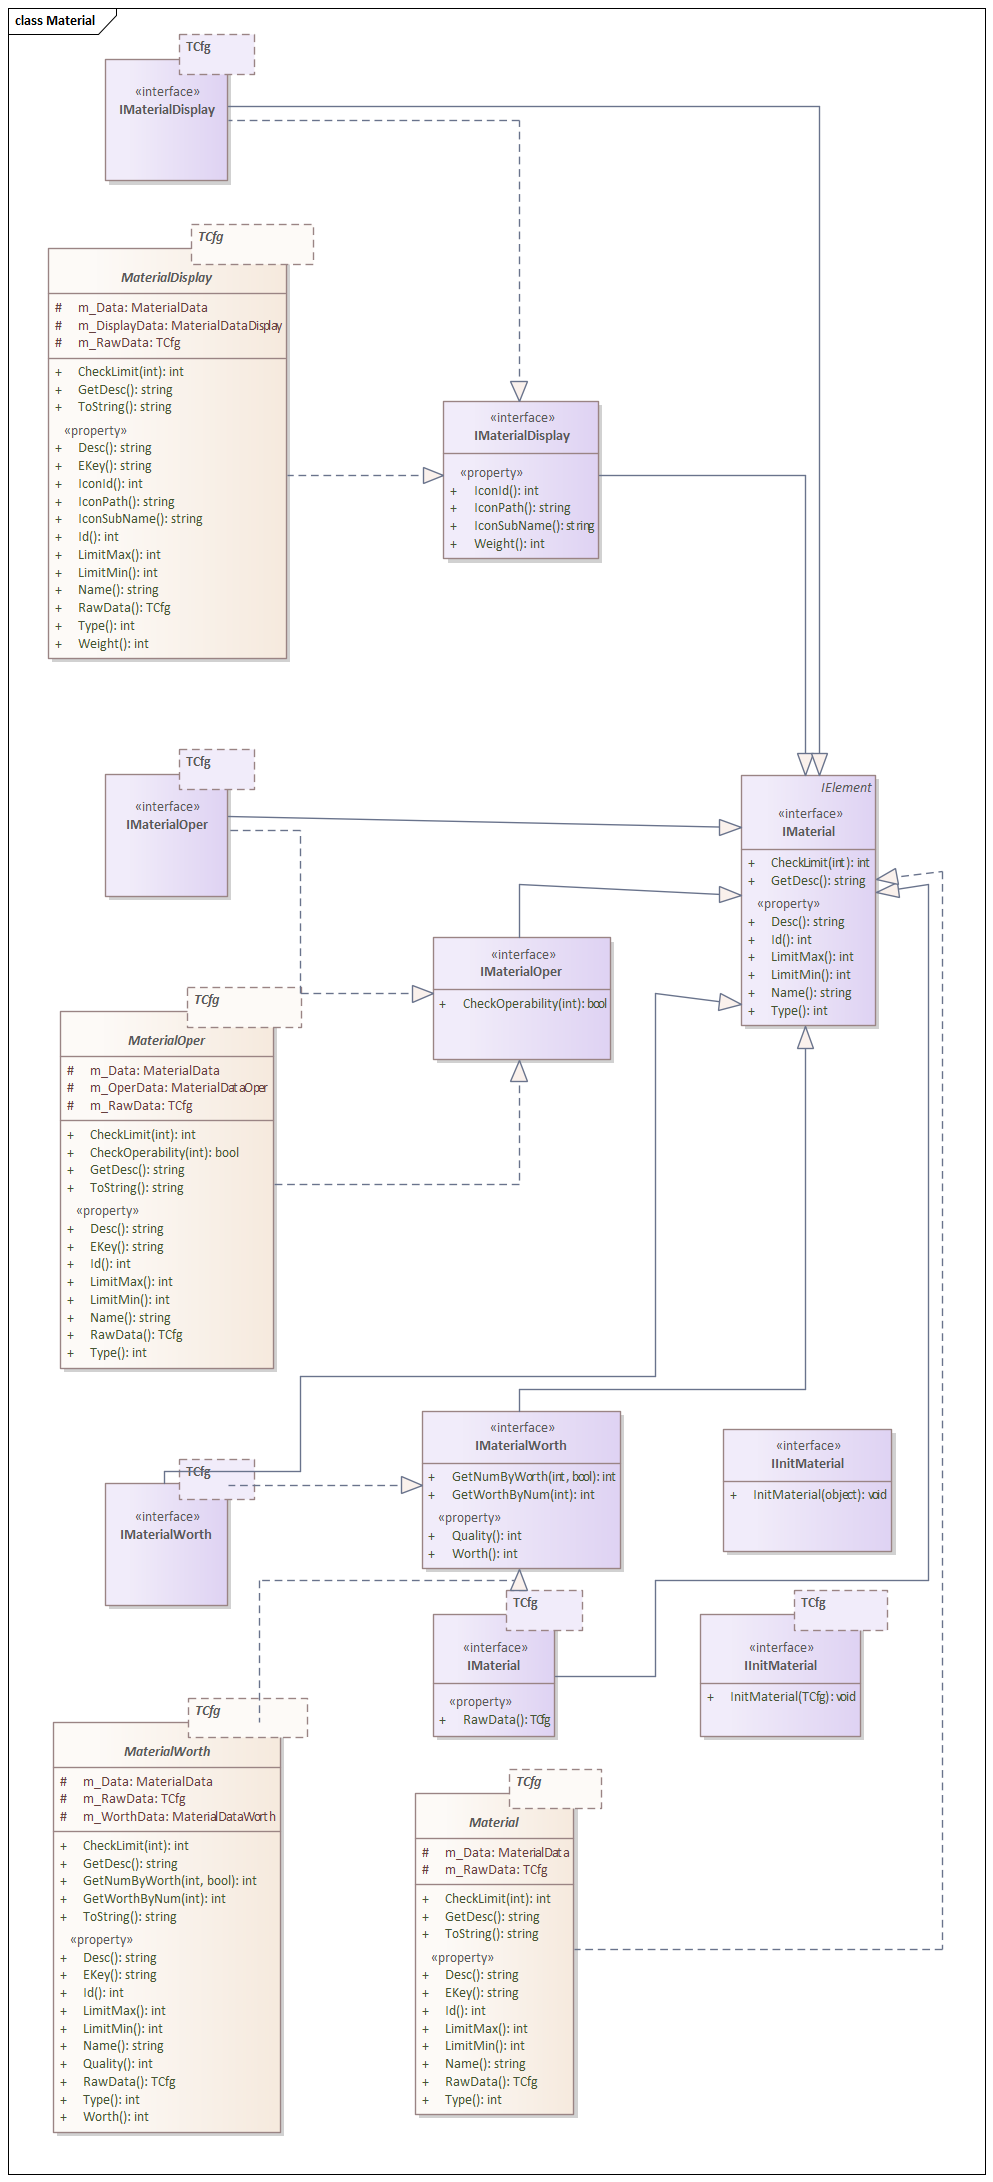 class Material
TCfg
«interface»
IMaterialDisplay
TCfg
MaterialDisplay
# m_Data: MaterialData
# m_DisplayData: MaterialDataDisplay
# m_RawData: TCfg
+ CheckLimit(int): int
+ GetDesc(): string
+ ToString(): string
«property»
+ Desc(): string
+ EKey(): string
+ IconId(): int
+ IconPath(): string
+ IconSubName(): string
+ Id(): int
+ LimitMax(): int
+ LimitMin(): int
+ Name(): string
+ RawData(): TCfg
+ Type(): int
+ Weight(): int
«interface»
IMaterialDisplay
«property»
+ IconId(): int
+ IconPath(): string
+ IconSubName(): string
+ Weight(): int
TCfg
«interface»
IMaterialOper
IElement
«interface»
IMaterial
+ CheckLimit(int): int
+ GetDesc(): string
«property»
+ Desc(): string
+ Id(): int
+ LimitMax(): int
+ LimitMin(): int
+ Name(): string
+ Type(): int
«interface»
IMaterialOper
+ CheckOperability(int): bool
TCfg
MaterialOper
# m_Data: MaterialData
# m_OperData: MaterialDataOper
# m_RawData: TCfg
+ CheckLimit(int): int
+ CheckOperability(int): bool
+ GetDesc(): string
+ ToString(): string
«property»
+ Desc(): string
+ EKey(): string
+ Id(): int
+ LimitMax(): int
+ LimitMin(): int
+ Name(): string
+ RawData(): TCfg
+ Type(): int
«interface»
IMaterialWorth
+ GetNumByWorth(int, bool): int
+ GetWorthByNum(int): int
«property»
+ Quality(): int
+ Worth(): int
«interface»
IInitMaterial
+ InitMaterial(object): void
TCfg
«interface»
IMaterialWorth
TCfg
«interface»
IMaterial
«property»
+ RawData(): TCfg
TCfg
«interface»
IInitMaterial
+ InitMaterial(TCfg): void
TCfg
MaterialWorth
# m_Data: MaterialData
# m_RawData: TCfg
# m_WorthData: MaterialDataWorth
+ CheckLimit(int): int
+ GetDesc(): string
+ GetNumByWorth(int, bool): int
+ GetWorthByNum(int): int
+ ToString(): string
«property»
+ Desc(): string
+ EKey(): string
+ Id(): int
+ LimitMax(): int
+ LimitMin(): int
+ Name(): string
+ Quality(): int
+ RawData(): TCfg
+ Type(): int
+ Worth(): int
TCfg
Material
# m_Data: MaterialData
# m_RawData: TCfg
+ CheckLimit(int): int
+ GetDesc(): string
+ ToString(): string
«property»
+ Desc(): string
+ EKey(): string
+ Id(): int
+ LimitMax(): int
+ LimitMin(): int
+ Name(): string
+ RawData(): TCfg
+ Type(): int